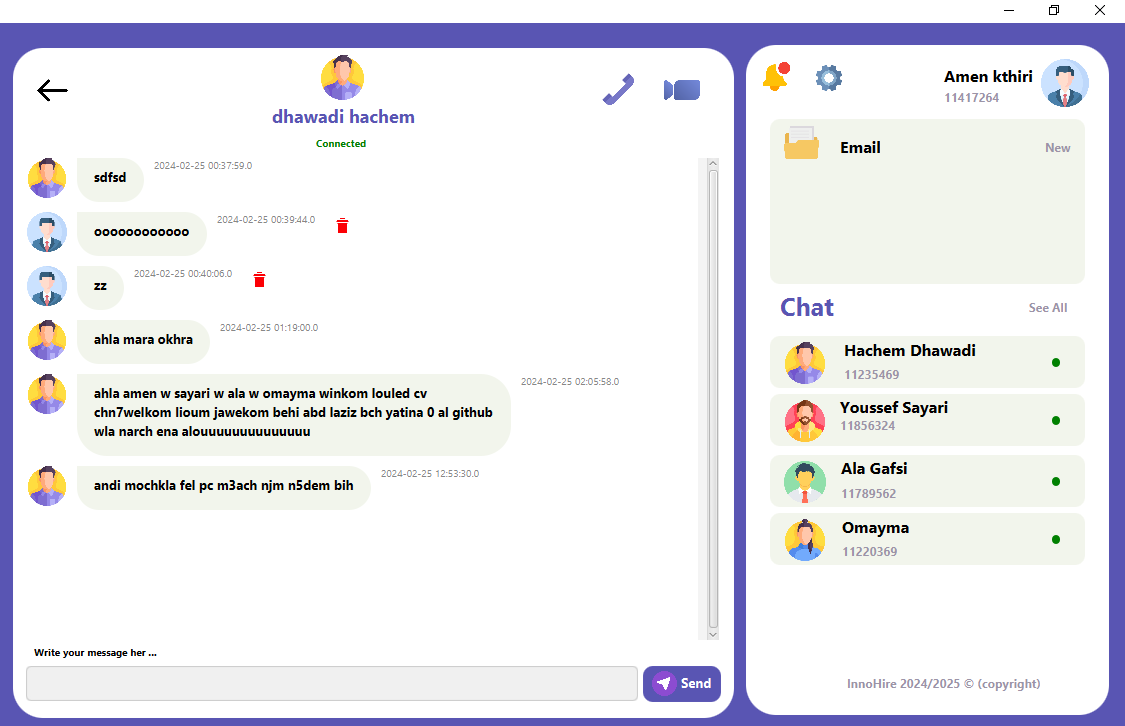 dhawadi hachem
Connected
sdfsd
2024-02-25 00:37:59.0
oooooooooooo
2024-02-25 00:39:44.0
zz
2024-02-25 00:40:06.0
ahla mara okhra
2024-02-25 01:19:00.0
ahla amen w sayari w ala w omayma winkom louled cv
chn7welkom lioum jawekom behi abd laziz bch yatina 0 al github
wla narch ena alouuuuuuuuuuuuuu
2024-02-25 02:05:58.0
andi mochkla fel pc m3ach njm n5dem bih
2024-02-25 12:53:30.0
Write your message her ...
Send
Amen kthiri
11417264
Email
New
Chat
See All
Hachem Dhawadi
11235469
Youssef Sayari
11856324
Ala Gafsi
11789562
Omayma
11220369
InnoHire 2024/2025 © (copyright)